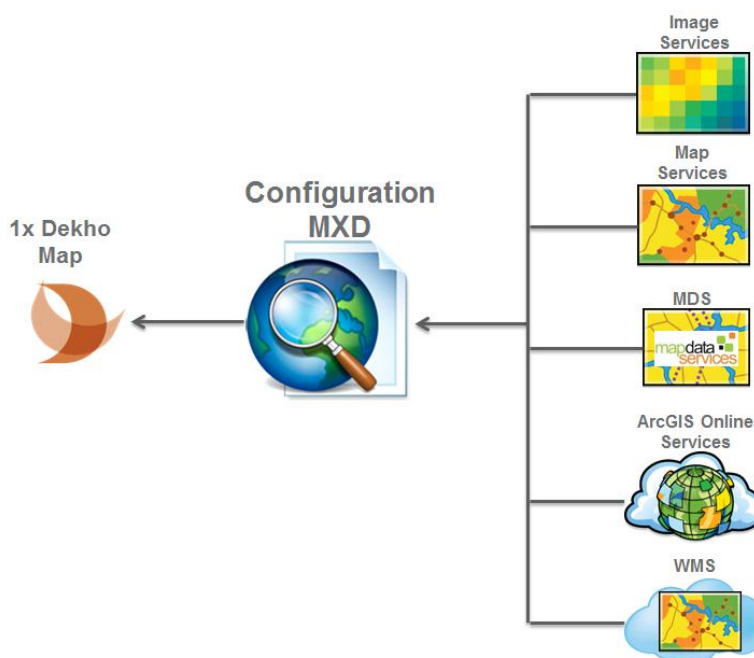 Image
Services
Map
Services
Configuration
MXD
1x Dekho
Map
MDS
mapdata
services
ArcGIS Online
Services
WMS